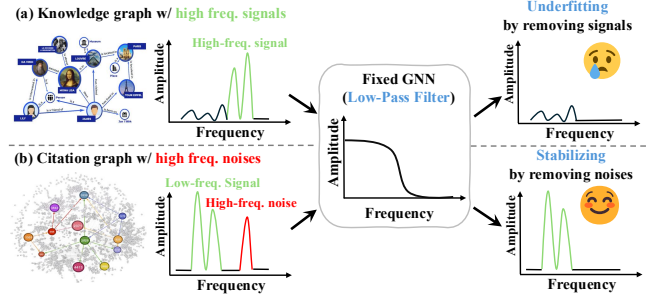 (a) Knowledge graph w/ high freq. signals
High-freq. signal
Amplitude
Frequency
Fixed GNN
(Low-Pass Filter)
Amplitude
Frequency
Underfitting
by removing signals
Amplitude
Frequency
(b) Citation graph w/ high freq. noises
Low-freq. Signal
High-freq. noise
Amplitude
Frequency
Stabilizing
by removing noises
Amplitude
Frequency